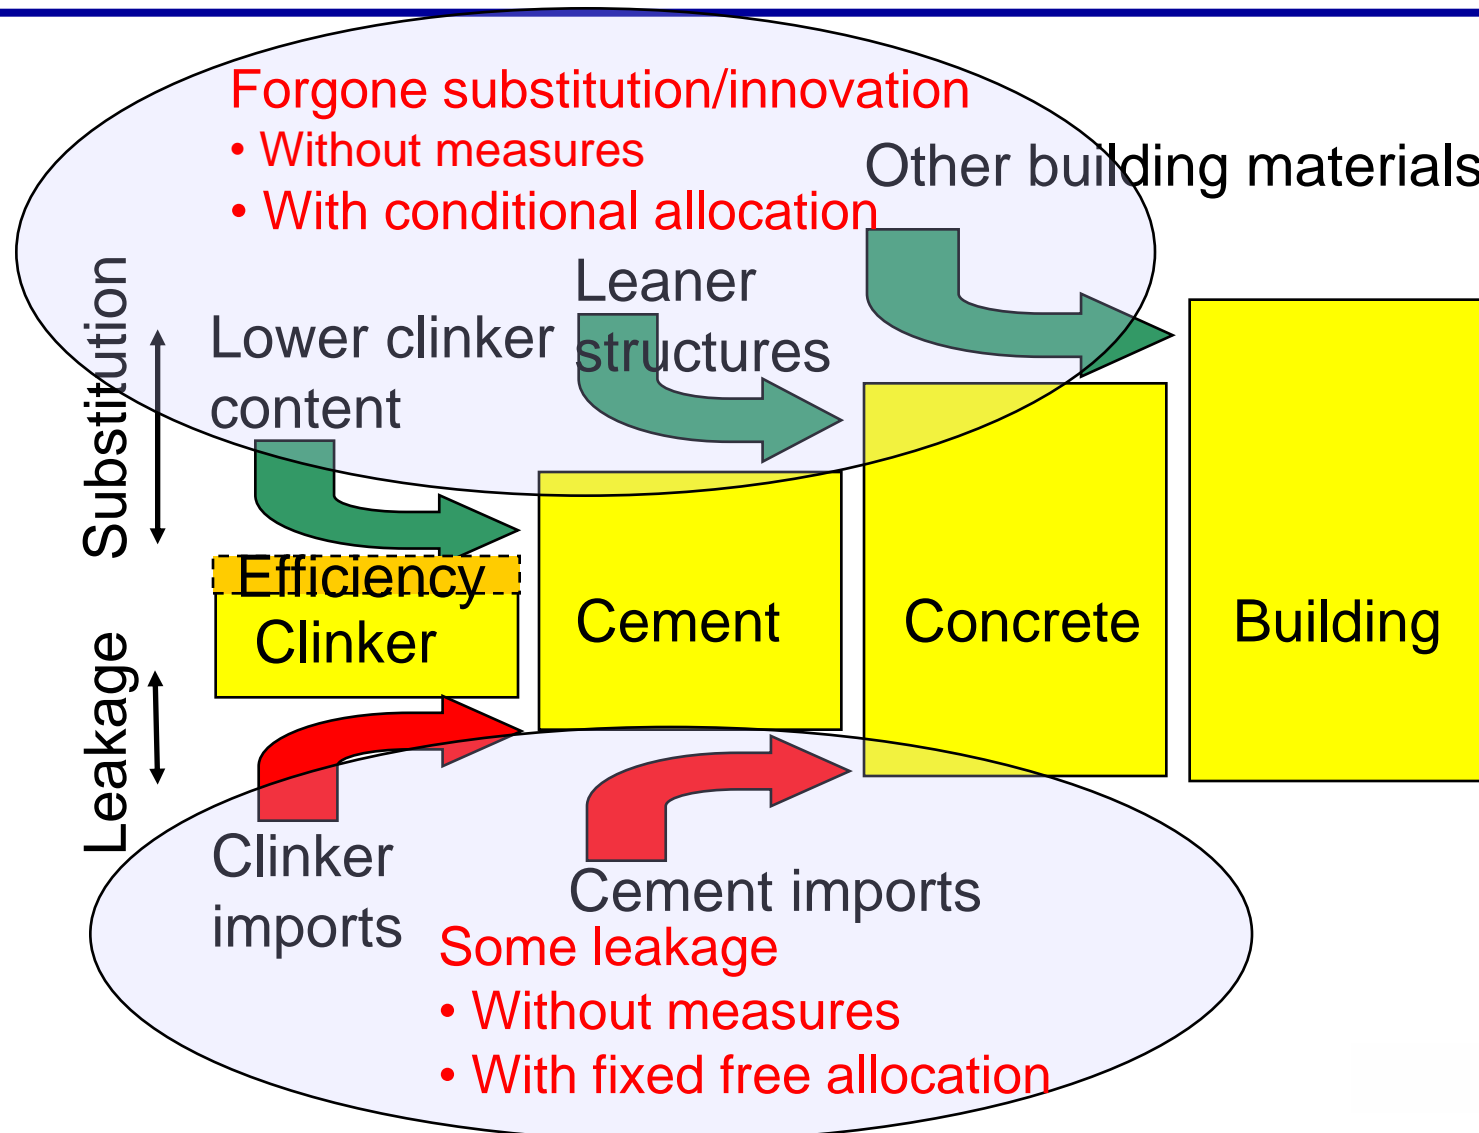 Forgone substitution/innovation
• Without measures
• With conditional allocation
Other building materials
Leaner
structures
Lower clinker
content
Substitution
Efficiency
Clinker
Cement
Concrete
Building
Leakage
Clinker
imports
Cement imports
Some leakage
• Without measures
• With fixed free allocation